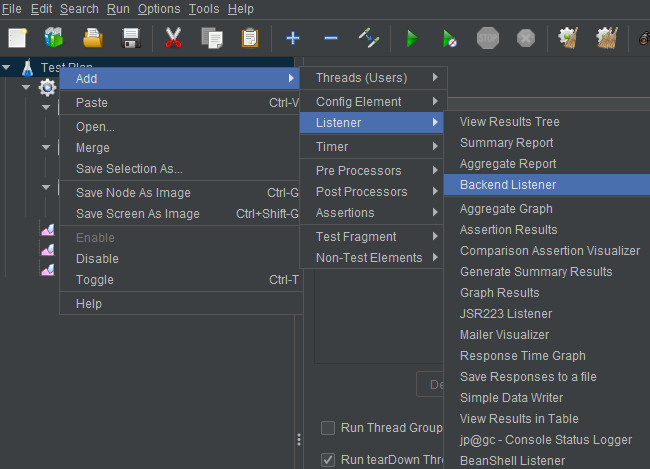 File Edit Search Run Options Tools Help
Test Plan
Add
Paste Ctrl-V
Open...
Merge
Save Selection As...
Save Node As Image Ctrl-G
Save Screen As Image Ctrl+Shift-G
Enable
Disable
Toggle Ctrl-T
Help
Threads (Users)
Config Element
Listener
Timer
Pre Processors
Post Processors
Assertions
Test Fragment
Non-Test Elements
View Results Tree
Summary Report
Aggregate Report
Backend Listener
Aggregate Graph
Assertion Results
Comparison Assertion Visualizer
Generate Summary Results
Graph Results
JSR223 Listener
Mailer Visualizer
Response Time Graph
Save Responses to a file
Simple Data Writer
View Results in Table
jp@gc - Console Status Logger
BeanShell Listener
De
Run Thread Group
Run tearDown Thre